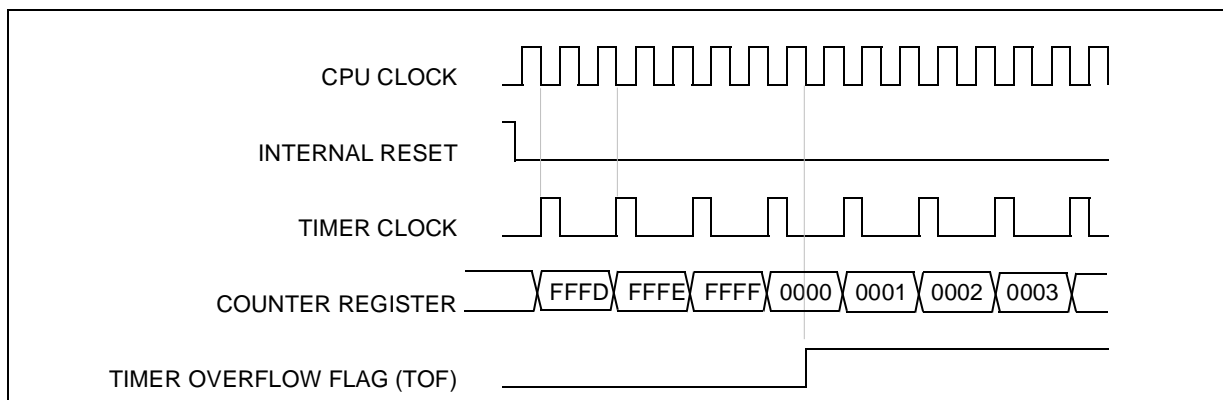 CPU CLOCK
INTERNAL RESET
TIMER CLOCK
COUNTER REGISTER FFFD FFFE FFFF 0000 0001 0002 0003
TIMER OVERFLOW FLAG (TOF)